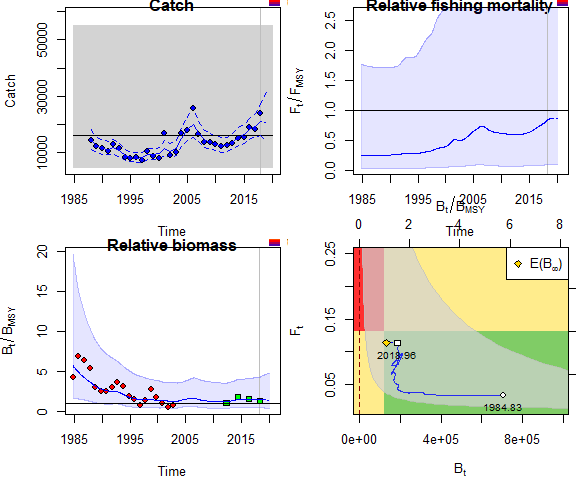 Catch
Catch
10000
30000
50000
1985
1995
2005
2015
Time
Relative fishing mortality
Ft / FMSY
0.0
0.5
1.0
1.5
2.0
2.5
1985
1995
2005
2015
Time
Relative biomass
Bt / BMSY
0
5
10
15
20
1985
1995
2005
2015
Time
Bt / BMSY
0
2
4
6
8
Ft
0.05
0.15
0.25
E(B∞)
2018.96
1984.83
0e+00
4e+05
8e+05
Bt